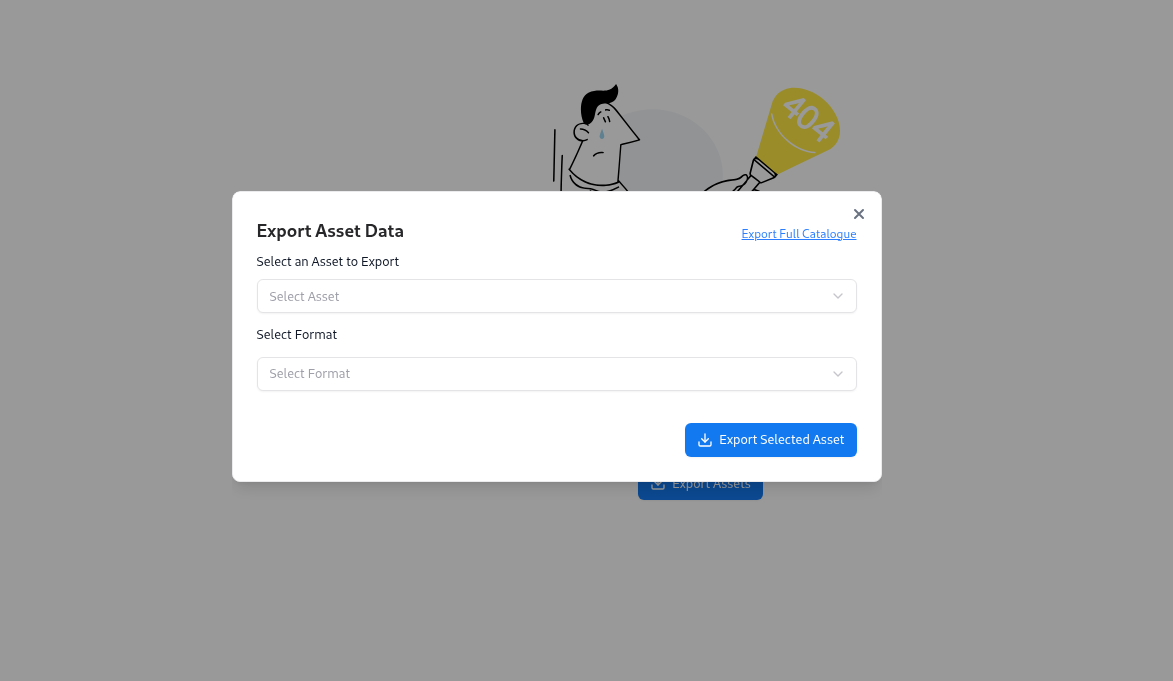 404
Export Asset Data
Export Full Catalogue
Select an Asset to Export
Select Asset
Select Format
Select Format
Export Selected Asset
Export Assets